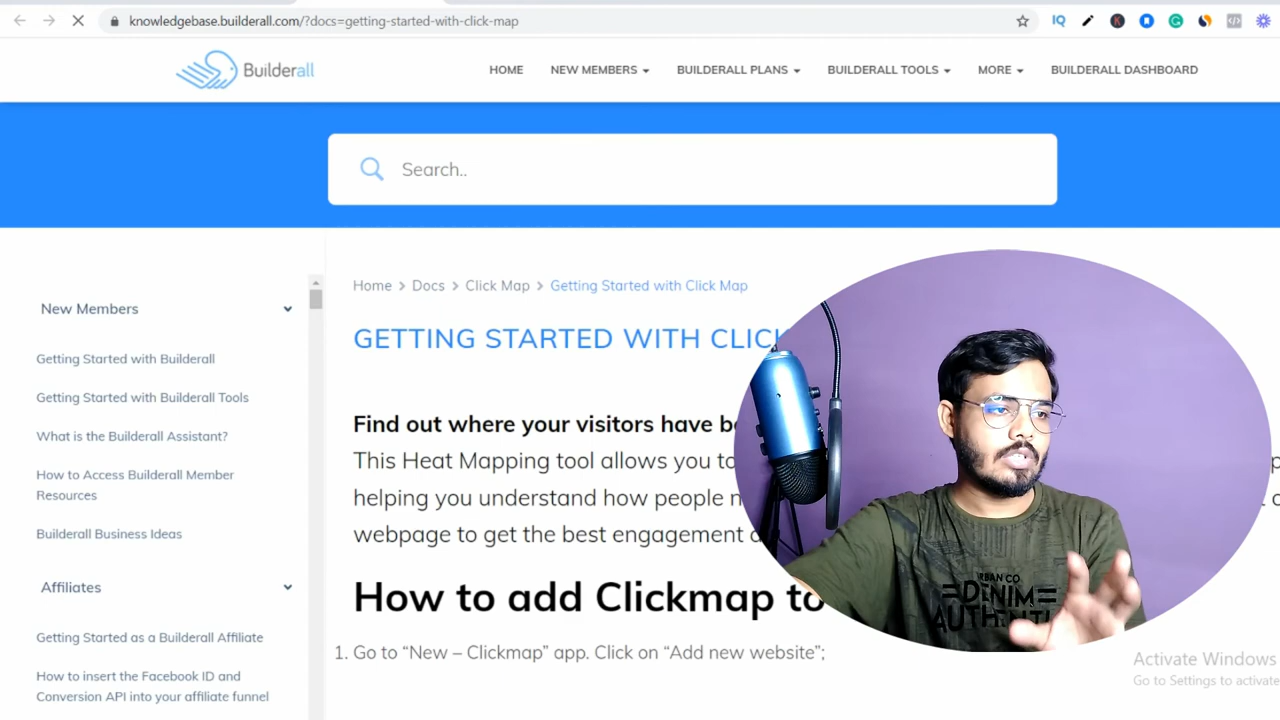 knowledgebase.builderall.com/?docs=getting-started-with-click-map
IQ
K
Builderall
HOME
NEW MEMBERS
BUILDERALL PLANS
BUILDERALL TOOLS
MORE
BUILDERALL DASHBOARD
Search..
New Members
Getting Started with Builderall
Getting Started with Builderall Tools
What is the Builderall Assistant?
How to Access Builderall Member
Resources
Builderall Business Ideas
Affiliates
Getting Started as a Builderall Affiliate
How to insert the Facebook ID and
Conversion API into your affiliate funnel
Home > Docs > Click Map > Getting Started with Click Map
GETTING STARTED WITH CLICK
Find out where your visitors have be
This Heat Mapping tool allows you to
helping you understand how people
webpage to get the best engagement
How to add Clickmap to
1. Go to “New – Clickmap” app. Click on “Add new website”;
URBAN CO
DENIM
AUTHENTI
Activate Windows
Go to Settings to activate